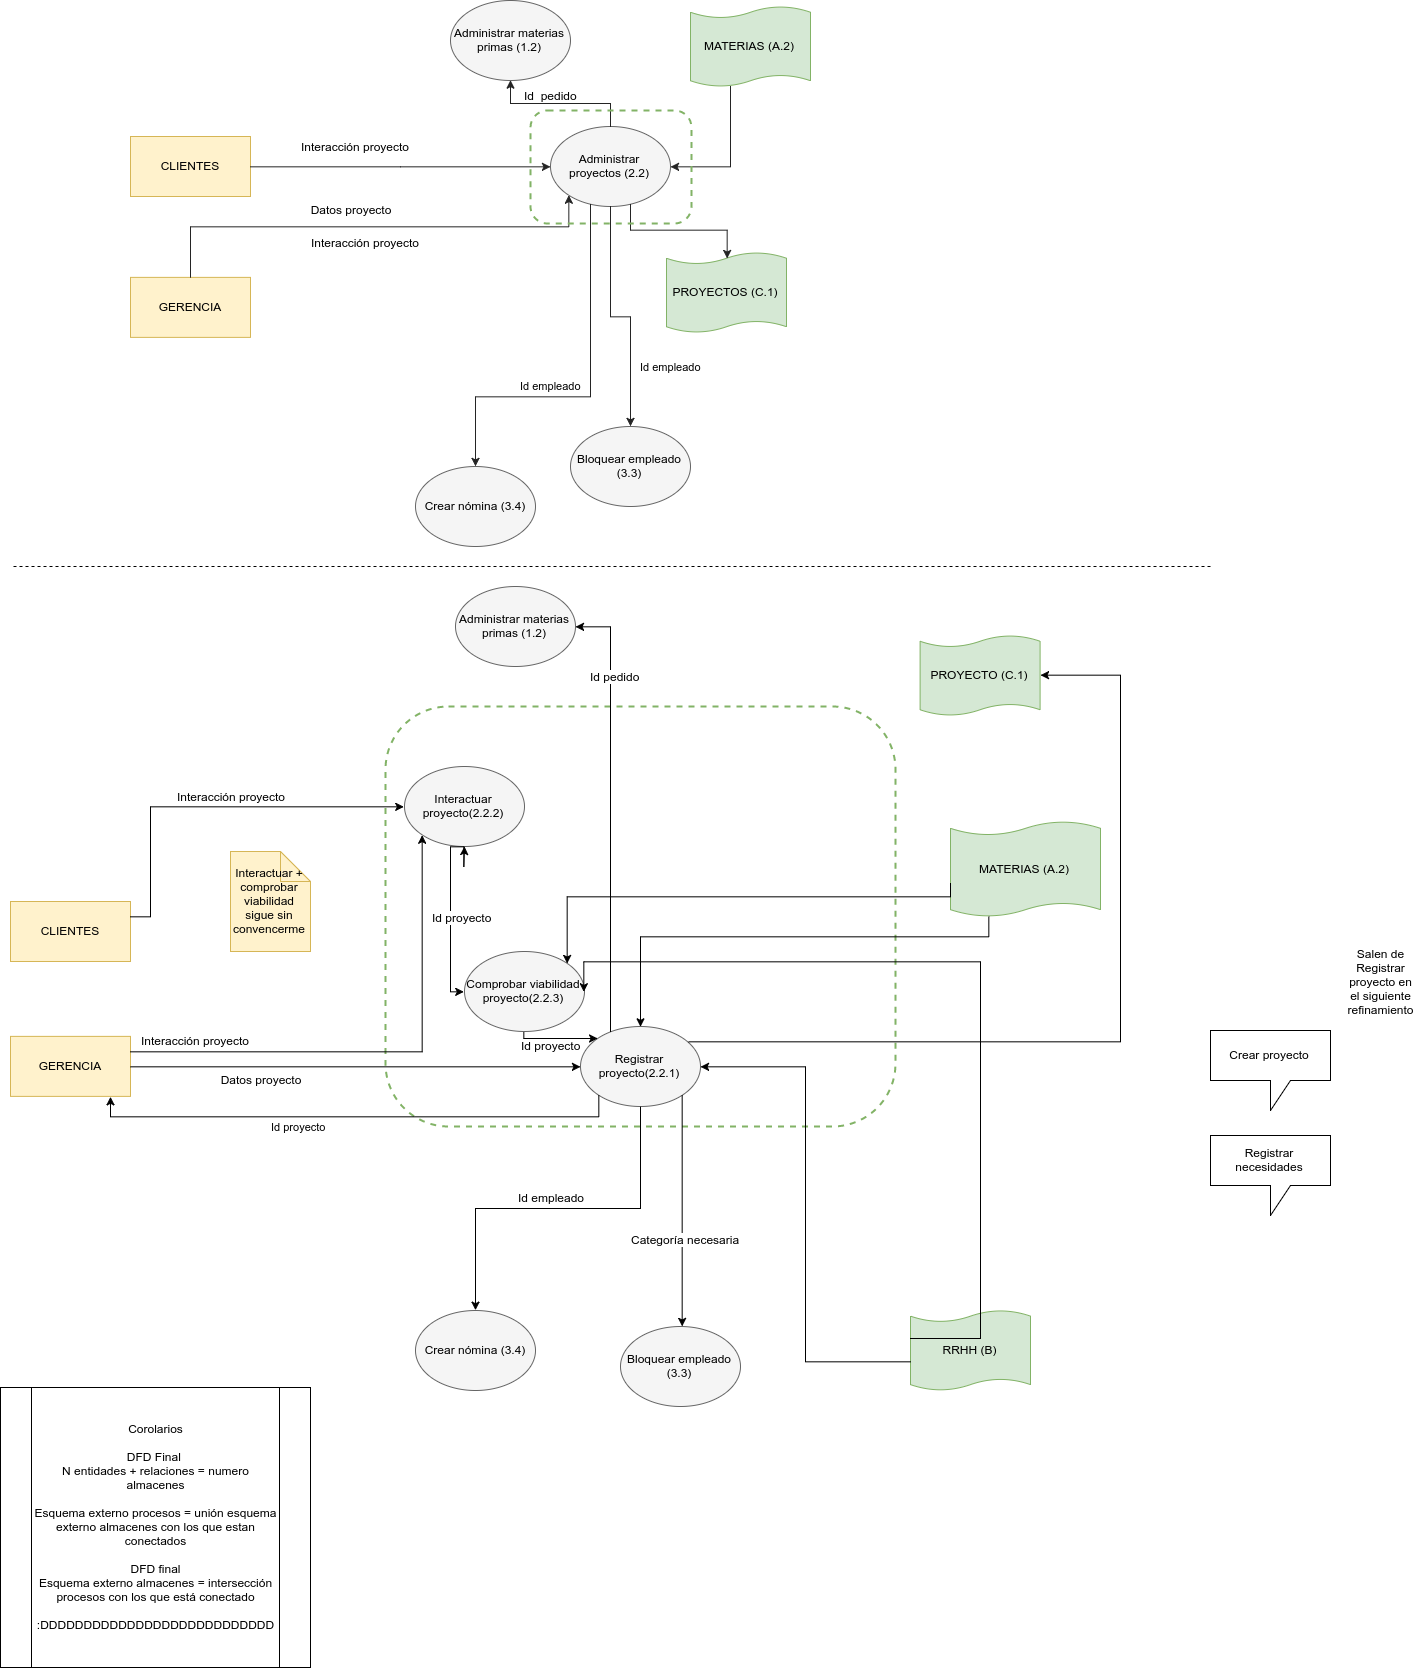 Administrar materias
primas (1.2)
MATERIAS (A.2)
Id  pedido
CLIENTES
Interacción proyecto
Administrar
proyectos (2.2)
Datos proyecto
Interacción proyecto
GERENCIA
PROYECTOS (C.1)
Id empleado
Id empleado
Bloquear empleado
(3.3)
Crear nómina (3.4)
Administrar materias
primas (1.2)
Id pedido
PROYECTO (C.1)
Interacción proyecto
Interactuar
proyecto(2.2.2)
MATERIAS (A.2)
Interactuar +
comprobar
viabilidad
sigue sin
convencerme
CLIENTES
Id proyecto
Comprobar viabilidad
proyecto(2.2.3)
Salen de
Registrar
proyecto en
el siguiente
refinamiento
Interacción proyecto
Id proyecto
GERENCIA
Datos proyecto
Registrar
proyecto(2.2.1)
Crear proyecto
Id proyecto
Registrar
necesidades
Id empleado
Categoría necesaria
Crear nómina (3.4)
Bloquear empleado
(3.3)
RRHH (B)
Corolarios
DFD Final
N entidades + relaciones = numero
almacenes
Esquema externo procesos = unión esquema
externo almacenes con los que estan
conectados
DFD final
Esquema externo almacenes = intersección
procesos con los que está conectado
:DDDDDDDDDDDDDDDDDDDDDDDDDDD